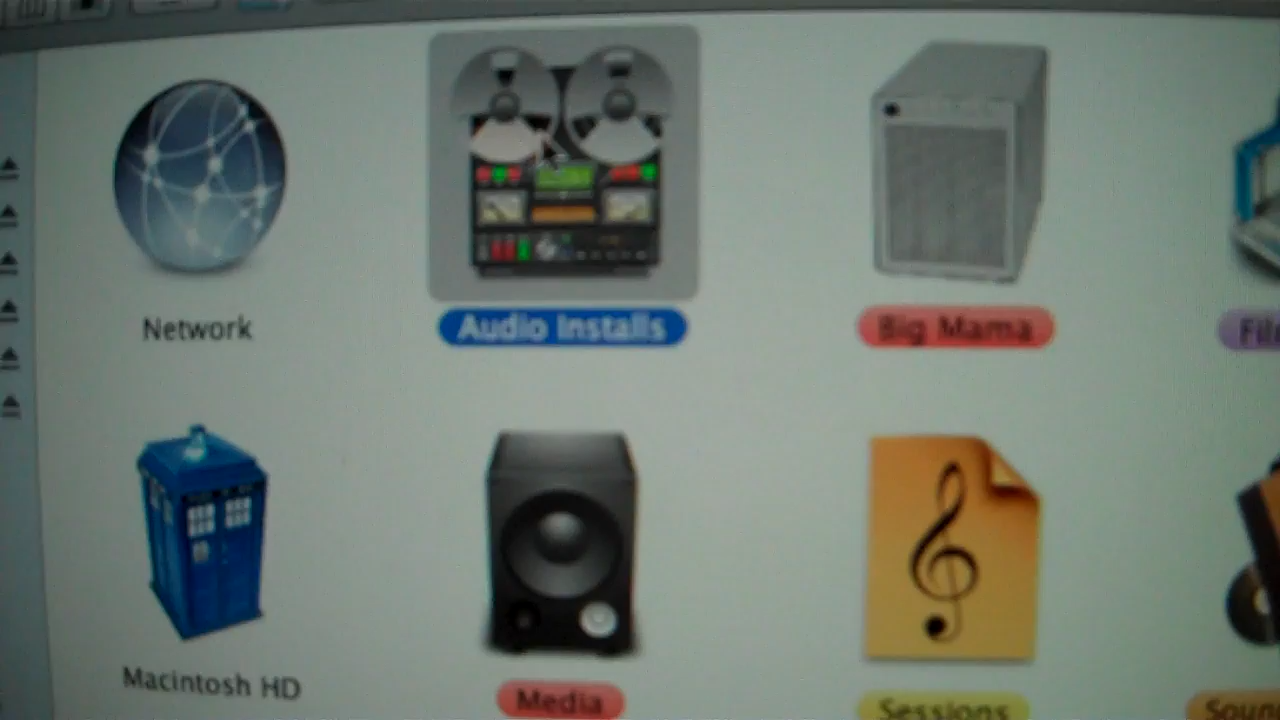 Network
Audio Installs
Big Mama
Macintosh HD
Media
Sessions